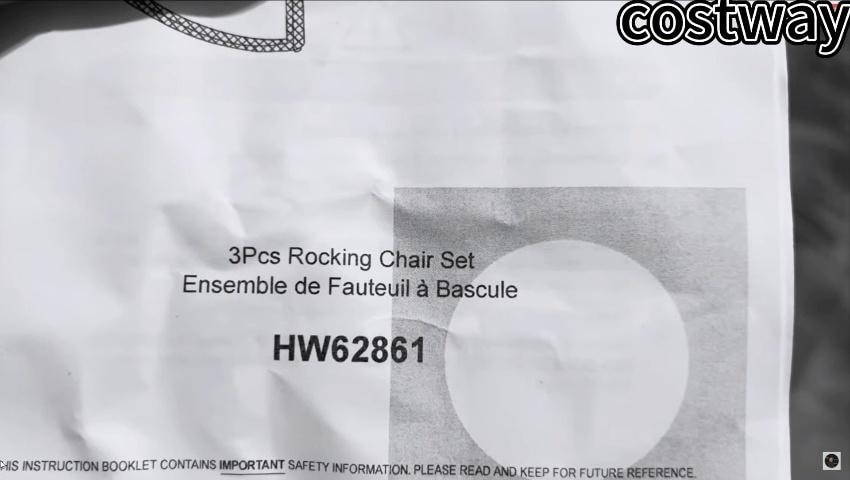 costway
3Pcs Rocking Chair Set
Ensemble de Fauteuil à Bascule
HW62861
HIS INSTRUCTION BOOKLET CONTAINS IMPORTANT SAFETY INFORMATION. PLEASE READ AND KEEP FOR FUTURE REFERENCE.